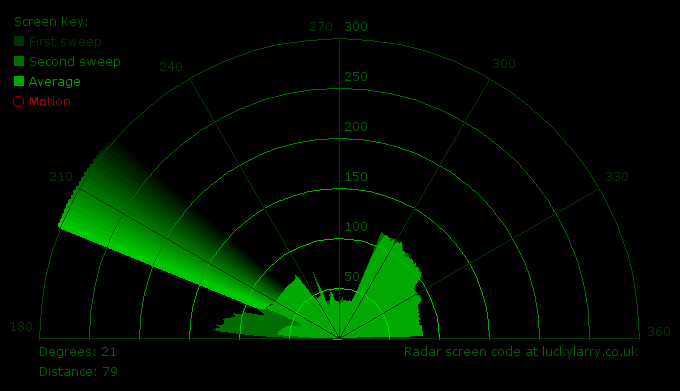 Screen Key:
First sweep
Second sweep
Average
Motion
270
300
240
300
250
200
210
150
330
100
50
180
360
Degrees: 21
Radar screen code at luckylarry.co.uk
Distance: 79